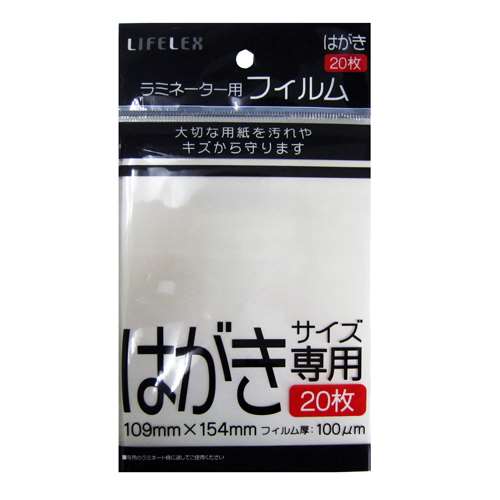 LIFELEX
はがき
20枚
ラミネーター用フィルム
大切な用紙を汚れや
キズから守ります
はがきサイズ専用
20枚
109mm×154mm フィルム厚:100μm